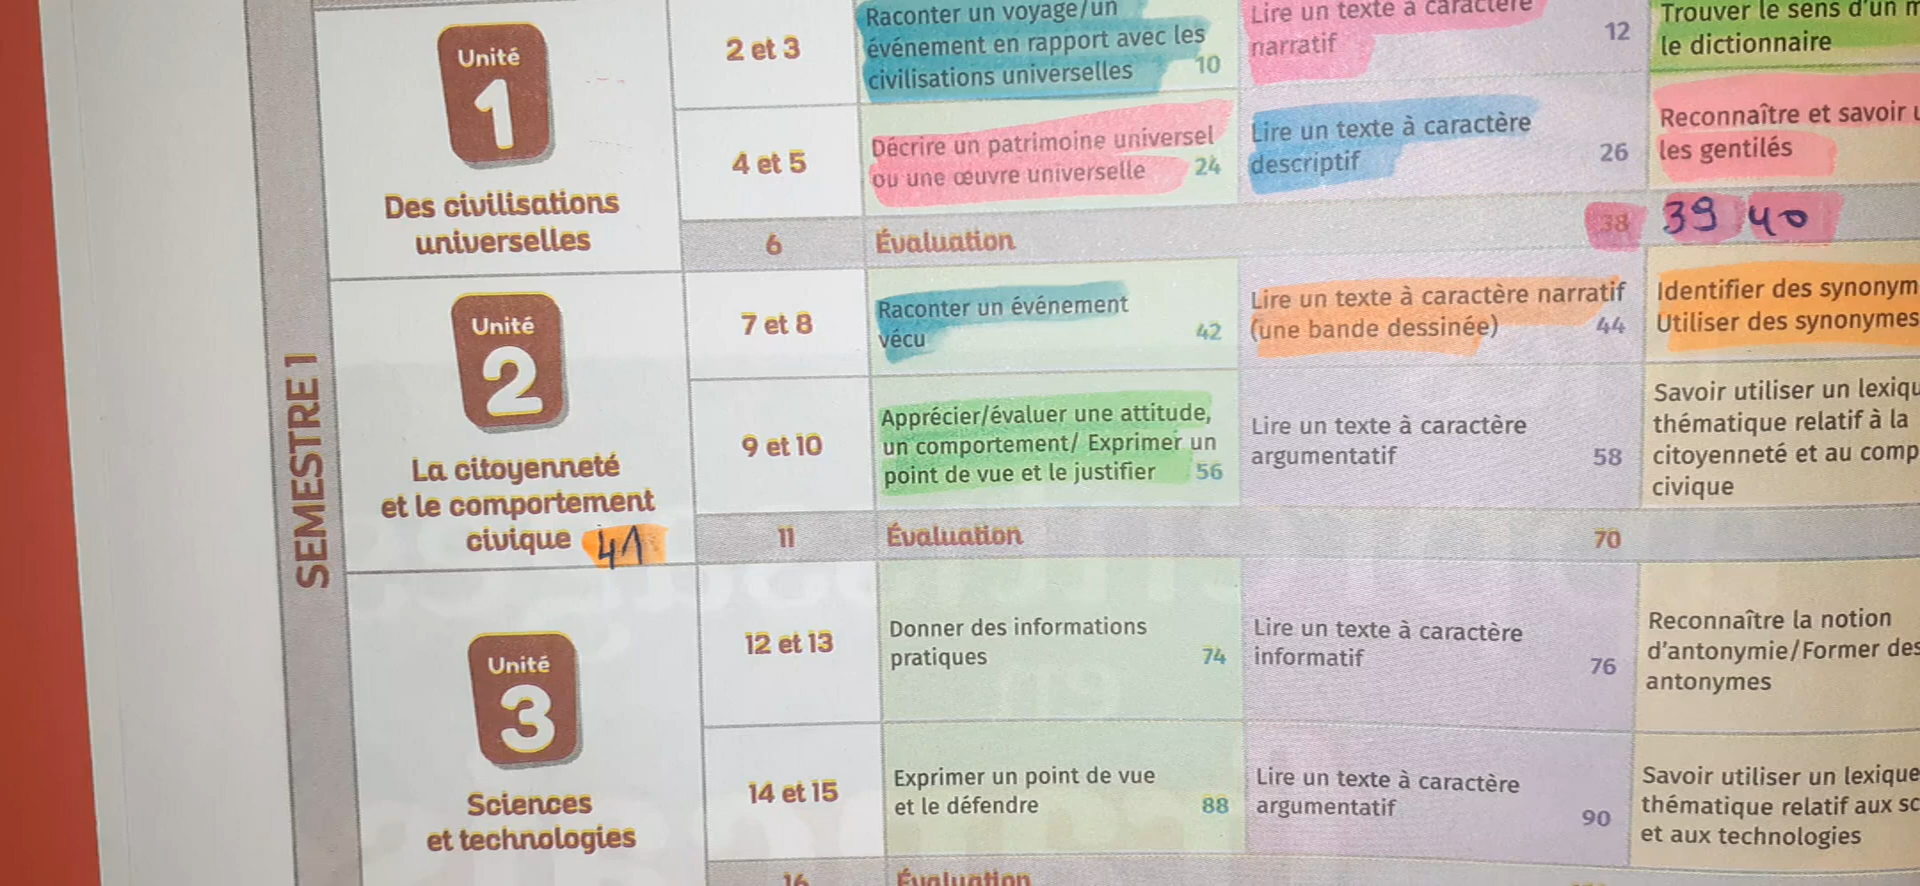 SEMESTRE 1
Unité
1
Des civilisations
universelles
2 et 3
Raconter un voyage/un
événement en rapport avec les
civilisations universelles 10
Lire un texte à caractère
narratif 12
Trouver le sens d'un
le dictionnaire
4 et 5
Décrire un patrimoine universel
ou une œuvre universelle 24
Lire un texte à caractère
descriptif 26
Reconnaître et savoir
les gentilés
6
Évaluation 38 39 40
Unité
2
La citoyenneté
et le comportement
civique 41
7 et 8
Raconter un événement
vécu 42
Lire un texte à caractère narratif
(une bande dessinée) 44
Identifier des synonym
Utiliser des synonymes
9 et 10
Apprécier/évaluer une attitude,
un comportement/ Exprimer un
point de vue et le justifier 56
Lire un texte à caractère
argumentatif 58
Savoir utiliser un lexiqu
thématique relatif à la
citoyenneté et au comp
civique
11
Évaluation 70
Unité
3
Sciences
et technologies
12 et 13
Donner des informations
pratiques 74
Lire un texte à caractère
informatif 76
Reconnaître la notion
d'antonymie/Former des
antonymes
14 et 15
Exprimer un point de vue
et le défendre 88
Lire un texte à caractère
argumentatif 90
Savoir utiliser un lexique
thématique relatif aux sc
et aux technologies
16
Évaluation